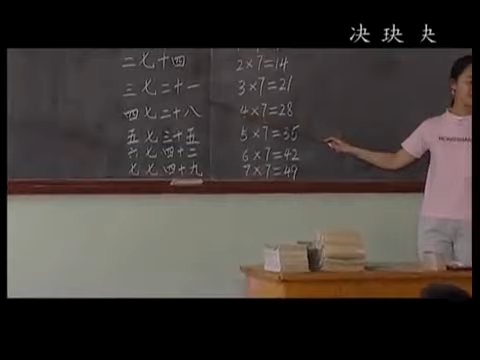 决 玦 夬
二七十四 2×7=14
三七二十一 3×7=21
四七二十八 4×7=28
五七三十五 5×7=35
六七四十二 6×7=42
七七四十九 7×7=49